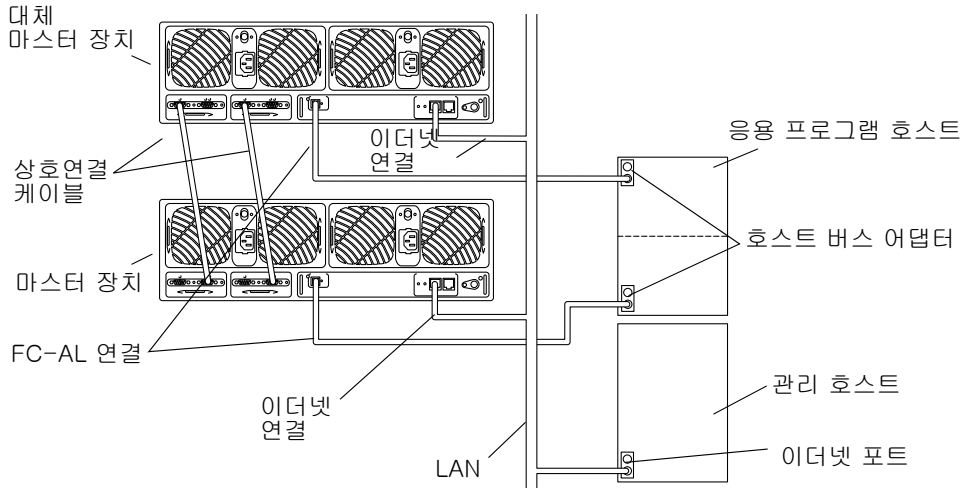 대체
마스터 장치
이더넷
연결
응용 프로그램 호스트
상호연결
케이블
호스트 버스 어댑터
마스터 장치
FC-AL 연결
관리 호스트
이더넷
연결
LAN
이더넷 포트